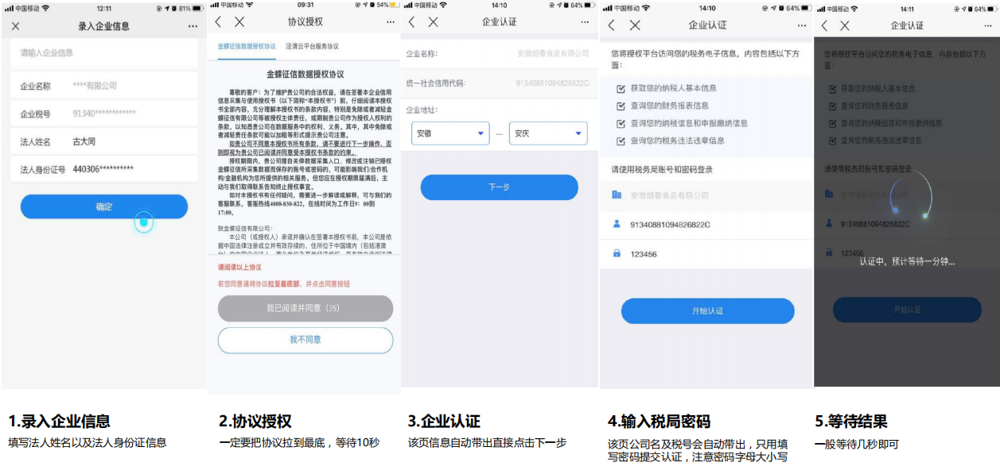 中国移动
12:11
81%
录入企业信息
请输入企业信息
企业名称
****有限公司
企业税号
91340************
法人姓名
古大同
法人身份证号
440306**********
确定
1.录入企业信息
填写法人姓名以及法人身份证信息
中国移动
09:31
54%
协议授权
金蝶征信数据授权协议
泾渭云平台服务协议
金蝶征信数据授权协议
尊敬的客户：为了维护贵公司的合法权益，请在签署本企业信用
信息采集与使用授权书（以下简称“本授权书”）前，仔细阅读本授权
书全部内容，充分理解本授权书的条款内容，特别是免除或者减轻金
蝶征信有限公司等被授权主体责任，或限制贵公司作为授权人权利的
条款，以知悉贵公司在数据服务中的权利、义务。其中，其中免除或
者减轻责任条款可能以加粗等形式提示贵公司注意。
如贵公司不同意本授权书所有条款，请不要进行下一步操作，否
则即视为贵公司已阅读并同意受本授权书条款的约束。
授权期限内，贵公司擅自关停数据采集入口、修改或注销已授权
金蝶征信所采集数据而保存的账号或密码的，可能影响我们/合作机
构/金融机构为您所提供的相关服务。但您应在授权期限届满后，主
动与我们取得联系告知终止授权事宜。
如对本授权书有任何疑问，需要进一步解读或解释，可与我们的
客服联系，客服热线4008-830-822，在线时间为工作日9：00到
17:00。
致金蝶征信有限公司：
本公司（或授权人）承诺并确认在签署本授权书前，本公司是依
据中国法律注册成立并有效存续的、住所位于中国境内（包括港澳
请阅读以上协议
若您同意请将协议拉至最底部，并点击同意按钮
我已阅读并同意（3S）
我不同意
2.协议授权
一定要把协议拉到最底，等待10秒
中国移动
14:10
64%
企业认证
企业名称:
安徽朗春食品有限公司
统一社会信用代码:
91340881094826822C
企业地址:
安徽
—
安庆
下一步
3.企业认证
该页信息自动带出直接点击下一步
中国移动
14:10
64%
企业认证
您将授权平台访问您的税务电子信息，内容包括以下方
面:
获取您的纳税人基本信息
查询您的财务报表信息
查询您的纳税信息和申报缴纳信息
查询您的税务违法违章信息
请使用税务局账号和密码登录
安徽朗春食品有限公司
91340881094826822C
123456
开始认证
4.输入税局密码
该页公司名及税号会自动带出，只用填
写密码提交认证，注意密码字母大小写
中国移动
14:11
64%
企业认证
您将授权平台访问您的税务电子信息，内容包括以下方
面:
获取您的纳税人基本信息
查询您的财务报表信息
查询您的纳税信息和申报缴纳信息
查询您的税务违法违章信息
请使用税务局账号和密码登录
安徽朗春食品有限公司
91340881094826822C
123456
认证中，预计等待一分钟...
开始认证
5.等待结果
一般等待几秒即可